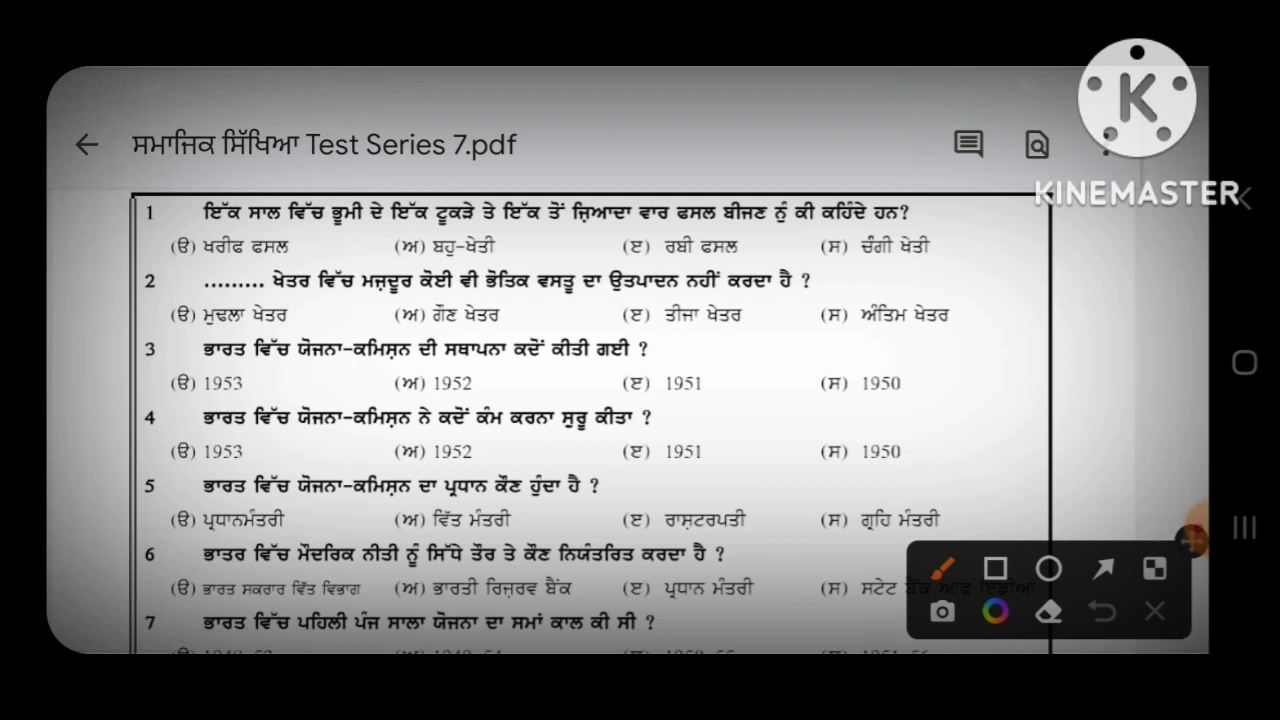 ਸਮਾਜਿਕ ਸਿੱਖਿਆ Test Series 7.pdf
K
KINEMASTER
1 ਇੱਕ ਸਾਲ ਵਿੱਚ ਭੂਮੀ ਦੇ ਇੱਕ ਟੂਕੜੇ ਤੇ ਇੱਕ ਤੋਂ ਜ਼ਿਆਦਾ ਵਾਰ ਫਸਲ ਬੀਜਣ ਨੂੰ ਕੀ ਕਹਿੰਦੇ ਹਨ?
(ੳ) ਖਰੀਫ ਫਸਲ (ਅ) ਬਹੁ-ਖੇਤੀ (ੲ) ਰਬੀ ਫਸਲ (ਸ) ਚੰਗੀ ਖੇਤੀ
2 ......... ਖੇਤਰ ਵਿੱਚ ਮਜ਼ਦੂਰ ਕੋਈ ਵੀ ਭੋਤਿਕ ਵਸਤੂ ਦਾ ਉਤਪਾਦਨ ਨਹੀਂ ਕਰਦਾ ਹੈ ?
(ੳ) ਮੁਢਲਾ ਖੇਤਰ (ਅ) ਗੌਣ ਖੇਤਰ (ੲ) ਤੀਜਾ ਖੇਤਰ (ਸ) ਅੰਤਿਮ ਖੇਤਰ
3 ਭਾਰਤ ਵਿੱਚ ਯੋਜਨਾ-ਕਮਿਸ਼ਨ ਦੀ ਸਥਾਪਨਾ ਕਦੋਂ ਕੀਤੀ ਗਈ ?
(ੳ) 1953 (ਅ) 1952 (ੲ) 1951 (ਸ) 1950
4 ਭਾਰਤ ਵਿੱਚ ਯੋਜਨਾ-ਕਮਿਸ਼ਨ ਨੇ ਕਦੋਂ ਕੰਮ ਕਰਨਾ ਸੁਰੂ ਕੀਤਾ ?
(ੳ) 1953 (ਅ) 1952 (ੲ) 1951 (ਸ) 1950
5 ਭਾਰਤ ਵਿੱਚ ਯੋਜਨਾ-ਕਮਿਸ਼ਨ ਦਾ ਪ੍ਰਧਾਨ ਕੌਣ ਹੁੰਦਾ ਹੈ ?
(ੳ) ਪ੍ਰਧਾਨਮੰਤਰੀ (ਅ) ਵਿੱਤ ਮੰਤਰੀ (ੲ) ਰਾਸ਼ਟਰਪਤੀ (ਸ) ਗ੍ਰਹਿ ਮੰਤਰੀ
6 ਭਾਤਰ ਵਿੱਚ ਮੌਦਰਿਕ ਨੀਤੀ ਨੂੰ ਸਿੱਧੇ ਤੌਰ ਤੇ ਕੌਣ ਨਿਯੰਤਰਿਤ ਕਰਦਾ ਹੈ ?
(ੳ) ਭਾਰਤ ਸਕਰਾਰ ਵਿੱਤ ਵਿਭਾਗ (ਅ) ਭਾਰਤੀ ਰਿਜ਼ਰਵ ਬੈਂਕ (ੲ) ਪ੍ਰਧਾਨ ਮੰਤਰੀ (ਸ) ਸਟੇਟ ਬੈਂਕ ਆਫ ਇੰਡੀਆ
7 ਭਾਰਤ ਵਿੱਚ ਪਹਿਲੀ ਪੰਜ ਸਾਲਾ ਯੋਜਨਾ ਦਾ ਸਮਾਂ ਕਾਲ ਕੀ ਸੀ ?